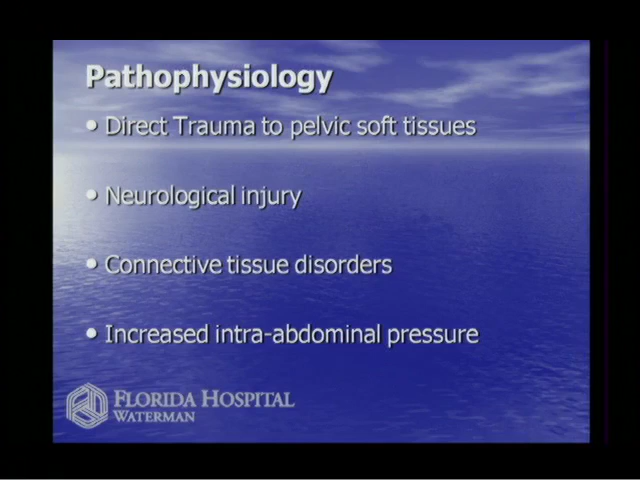 Pathophysiology
• Direct Trauma to pelvic soft tissues
• Neurological injury
• Connective tissue disorders
• Increased intra-abdominal pressure
FLORIDA HOSPITAL
WATERMAN